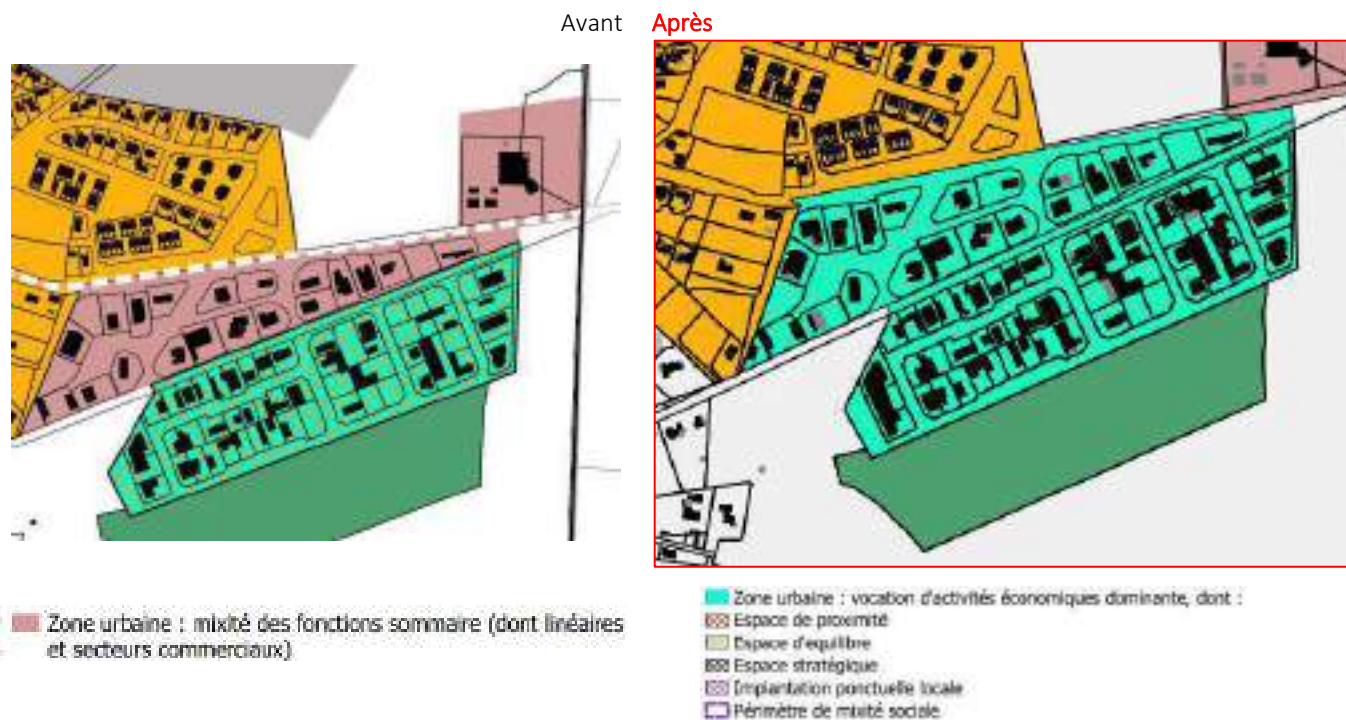 Avant Après
Zone urbaine : mixité des fonctions sommaire (dont linéaires
et secteurs commerciaux)
Zone urbaine : vocation d'activités économiques dominante, dont :
Espace de proximité
Espace d'equilibre
Espace stratégique
Implantation ponctuelle locale
Périmètre de mixité sociale